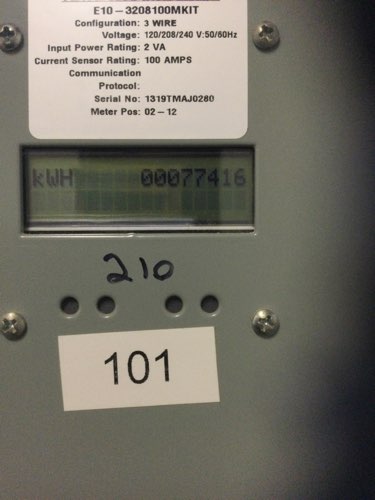 E10-3208100MKIT
Configuration: 3 WIRE
Voltage: 120/208/240 V:50/60Hz
Input Power Rating: 2 VA
Current Sensor Rating: 100 AMPS
Communication
Protocol:
Serial No: 1319TMAJ0280
Meter Pos: 02-12
kWH 00077416
210
101